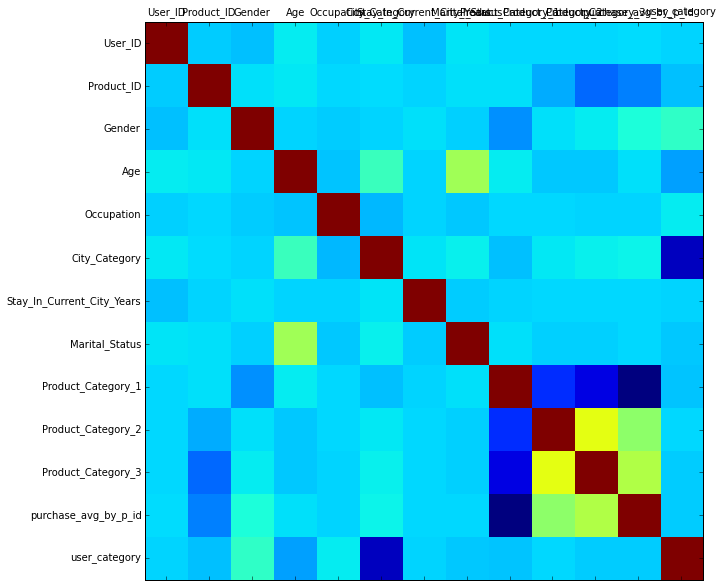 User_ID Product_ID Gender Age Occupation
User_ID
Product_ID
Gender
Age
Occupation
City_Category
Stay_In_Current_City_Years
Marital_Status
Product_Category_1
Product_Category_2
Product_Category_3
purchase_avg_by_p_id
user_category